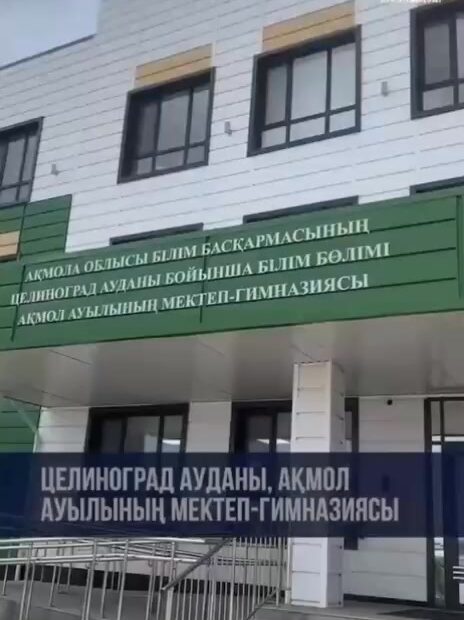 АҚМОЛА ОБЛЫСЫ БІЛІМ БАСҚАРМАСЫНЫҢ
ЦЕЛИНОГРАД АУДАНЫ БОЙЫНША БІЛІМ БӨЛІМІ
АҚМОЛ АУЫЛЫНЫҢ МЕКТЕП-ГИМНАЗИЯСЫ
ЦЕЛИНОГРАД АУДАНЫ, АҚМОЛ
АУЫЛЫНЫҢ МЕКТЕП-ГИМНАЗИЯСЫ